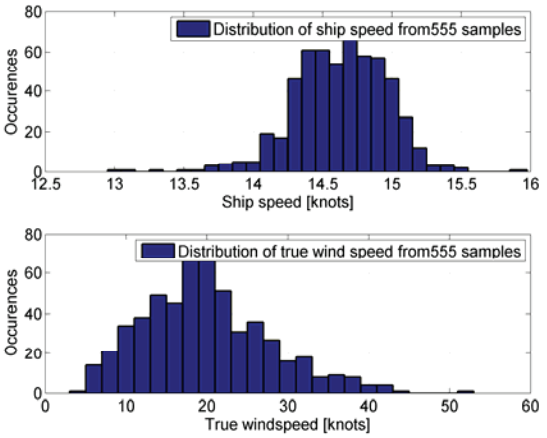 80
60
40
20
0
Occurences
Distribution of ship speed from555 samples
12.5 13 13.5 14 14.5 15 15.5 16
Ship speed [knots]
80
60
40
20
0
Occurences
Distribution of true wind speed from555 samples
0 10 20 30 40 50 60
True windspeed [knots]